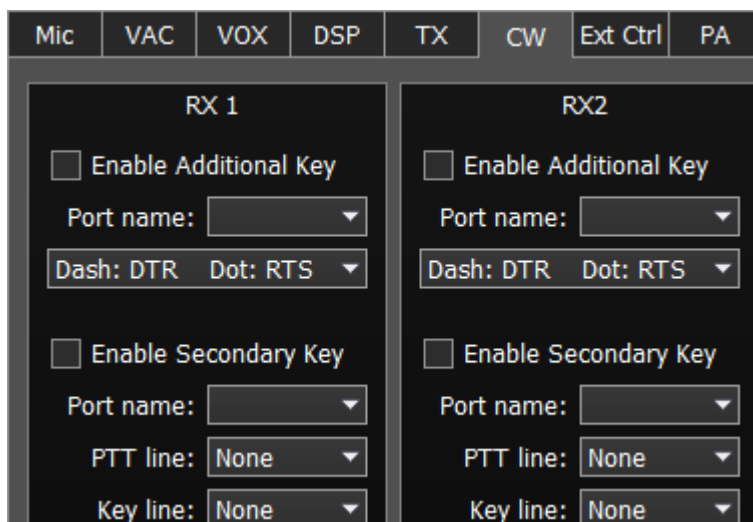 Mic VAC VOX DSP TX CW Ext Ctrl PA
RX 1
Enable Additional Key
Port name:
Dash: DTR Dot: RTS
Enable Secondary Key
Port name:
PTT line: None
Key line: None
RX2
Enable Additional Key
Port name:
Dash: DTR Dot: RTS
Enable Secondary Key
Port name:
PTT line: None
Key line: None